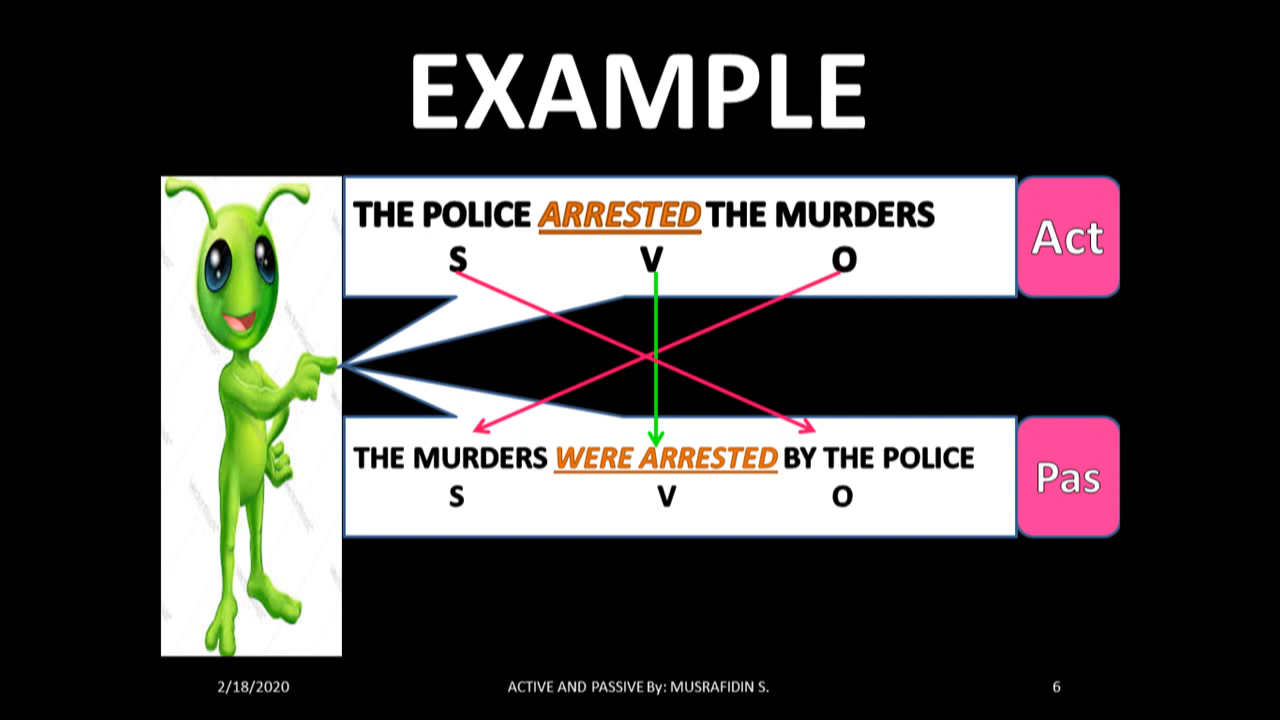 EXAMPLE
THE POLICE ARRESTED THE MURDERS
S V O
Act
THE MURDERS WERE ARRESTED BY THE POLICE
S V O
Pas
2/18/2020
ACTIVE AND PASSIVE By: MUSRAFIDIN S.
6